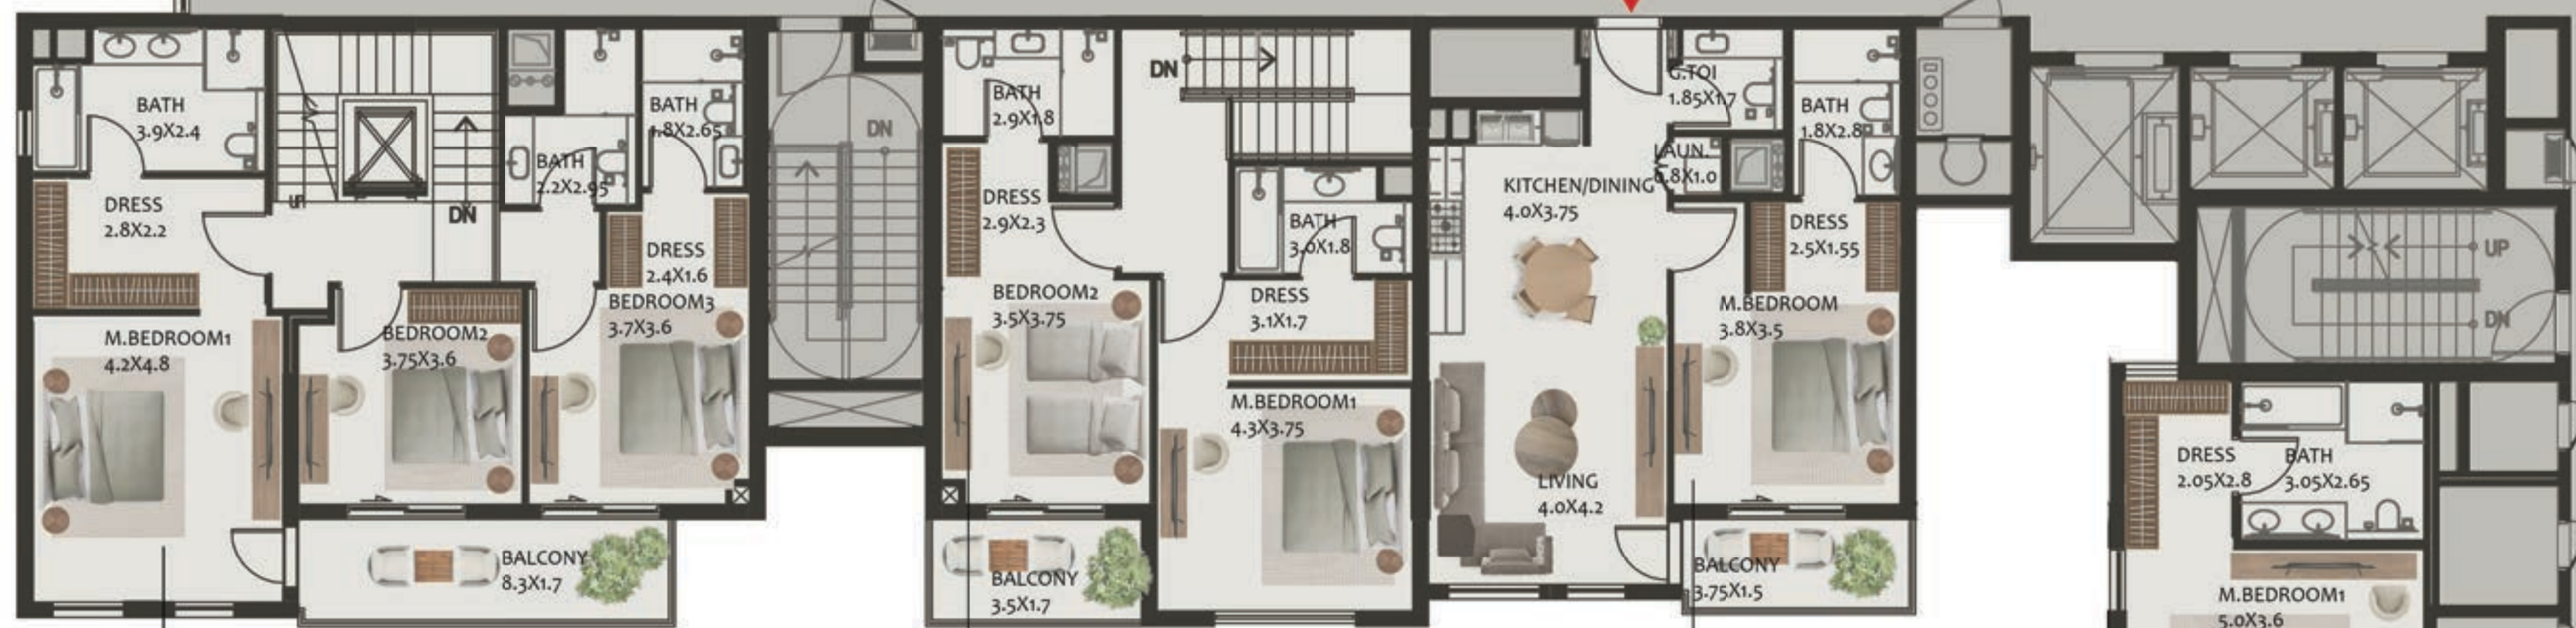 BATH
3.9X2.4
DRESS
2.8X2.2
UP
DN
M.BEDROOM1
4.2X4.8
BEDROOM2
3.75X3.6
BATH
2.2X2.95
BATH
1.8X2.65
DRESS
2.4X1.6
BEDROOM3
3.7X3.6
BALCONY
8.3X1.7
DN
BATH
2.9X1.8
DRESS
2.9X2.3
BEDROOM2
3.5X3.75
BALCONY
3.5X1.7
DN
BATH
3.0X1.8
DRESS
3.1X1.7
M.BEDROOM1
4.3X3.75
KITCHEN/DINING
4.0X3.75
LIVING
4.0X4.2
G.TOI
1.85X1.7
LAUN.
0.8X1.0
BATH
1.8X2.8
DRESS
2.5X1.55
M.BEDROOM
3.8X3.5
BALCONY
3.75X1.5
UP
DN
DRESS
2.05X2.8
BATH
3.05X2.65
M.BEDROOM1
5.0X3.6